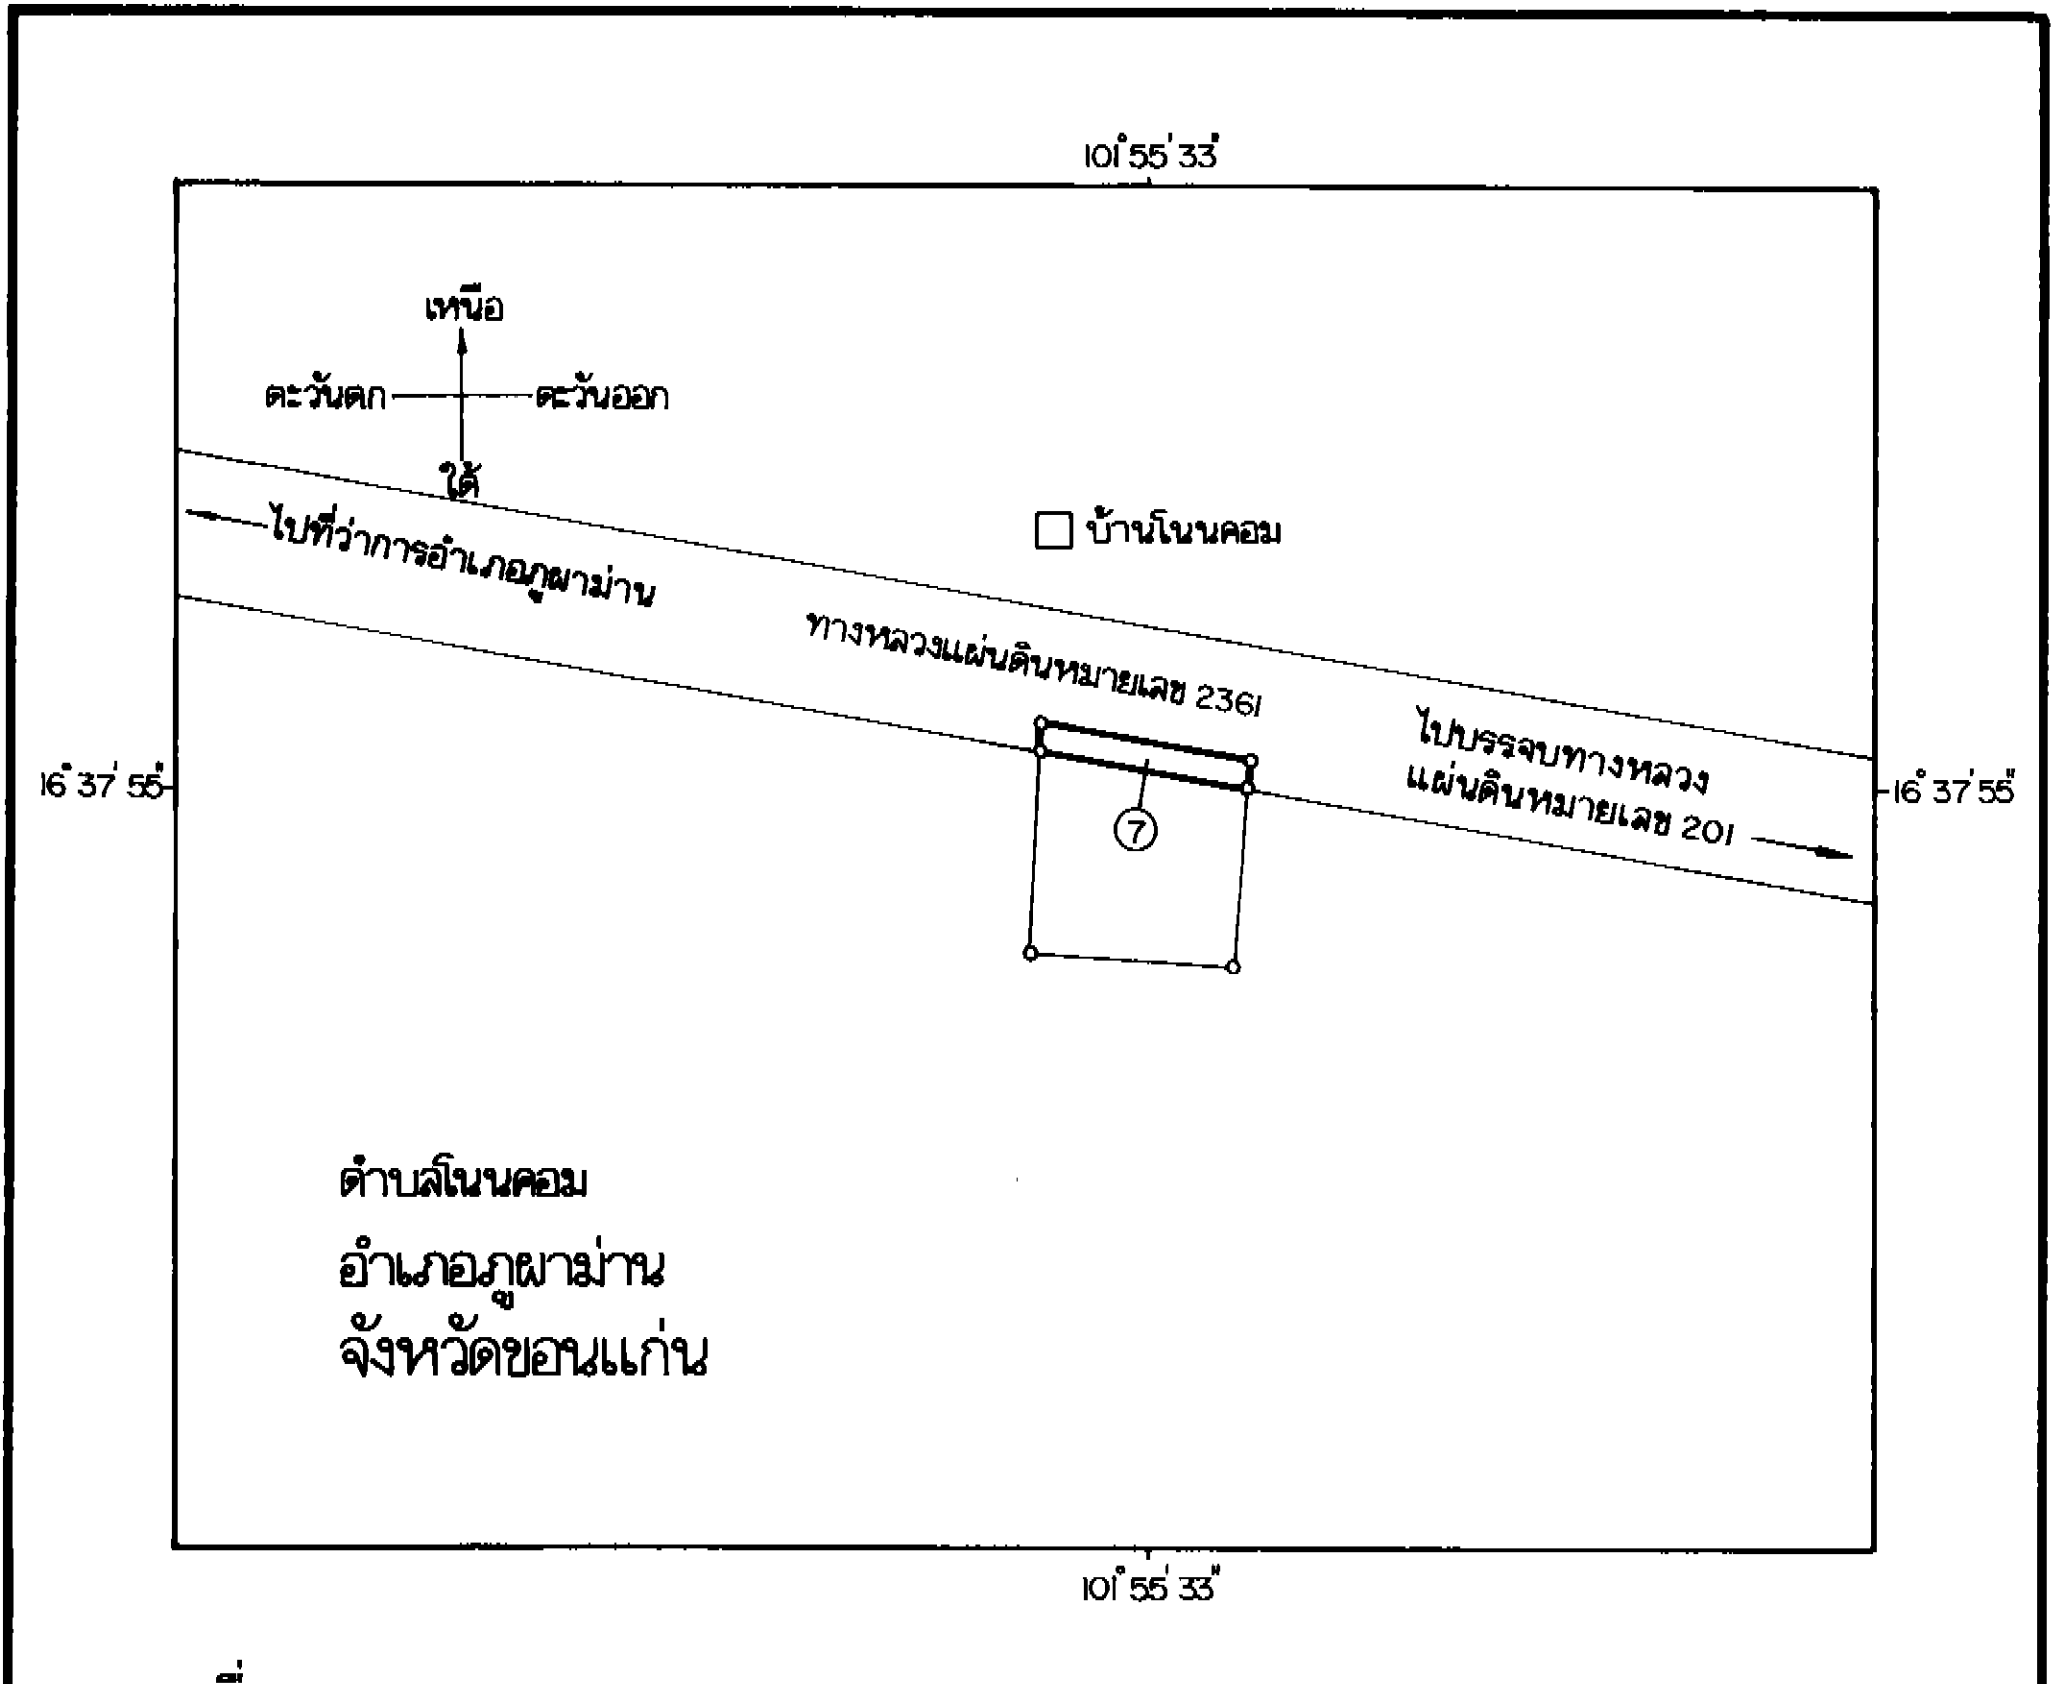 101° 55' 33"
เหนือ
ตะวันตก ตะวันออก
ใต้
ไปที่ว่าการอำเภอภูผาม่าน
บ้านโนนคอม
ทางหลวงแผ่นดินหมายเลข 2361
ไปบรรจบทางหลวง
แผ่นดินหมายเลข 201
16° 37' 55"
16° 37' 55"
7
ตำบลโนนคอม
อำเภอภูผาม่าน
จังหวัดขอนแก่น
101° 55' 33"